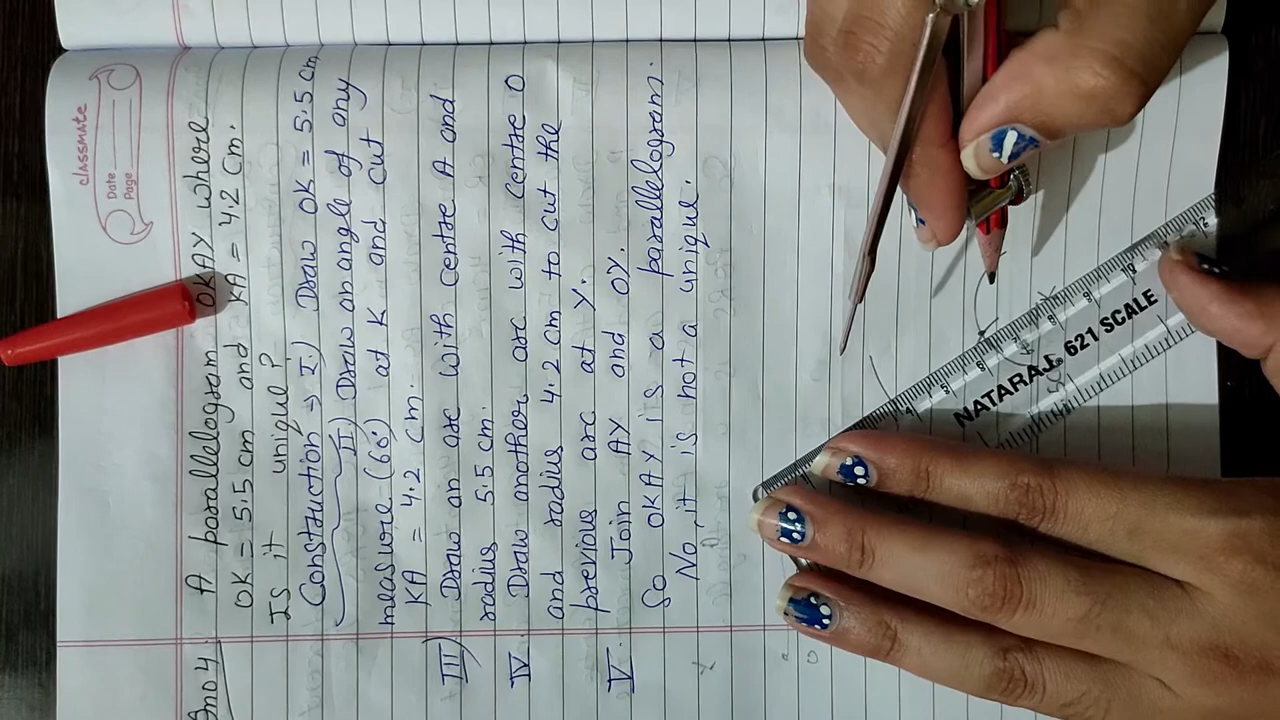 classmate
Date
Page
Qno 4. A parallelogram OKAY where
OK = 5.5 cm and KA = 4.2 cm.
Is it unique?
Construction → I.) Draw OK = 5.5 cm
II.) Draw an angle of any
measure (60°) at K and cut
KA = 4.2 cm.
III) Draw an arc with centre A and
radius 5.5 cm.
IV Draw another arc with centre O
and radius 4.2 cm to cut the
previous arc at Y.
V. Join AY and OY.
So OKAY is a parallelogram.
No, it is not a unique.
NATARAJ® 621 SCALE